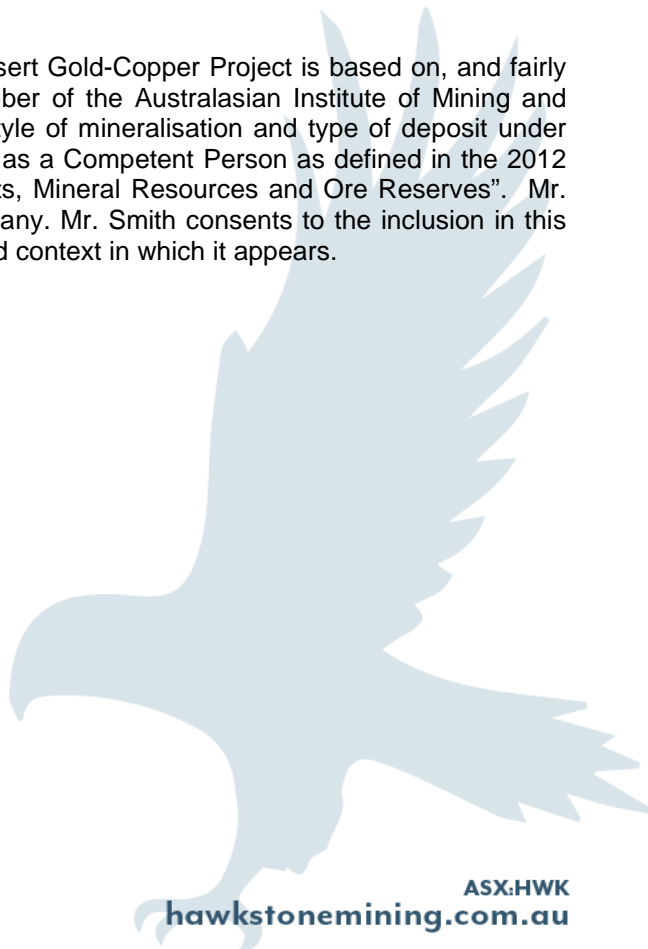 sert Gold-Copper Project is based on, and fairly
ber of the Australasian Institute of Mining and
tyle of mineralisation and type of deposit under
as a Competent Person as defined in the 2012
ts, Mineral Resources and Ore Reserves”. Mr.
any. Mr. Smith consents to the inclusion in this
d context in which it appears.
ASX:HWK
hawkstonemining.com.au